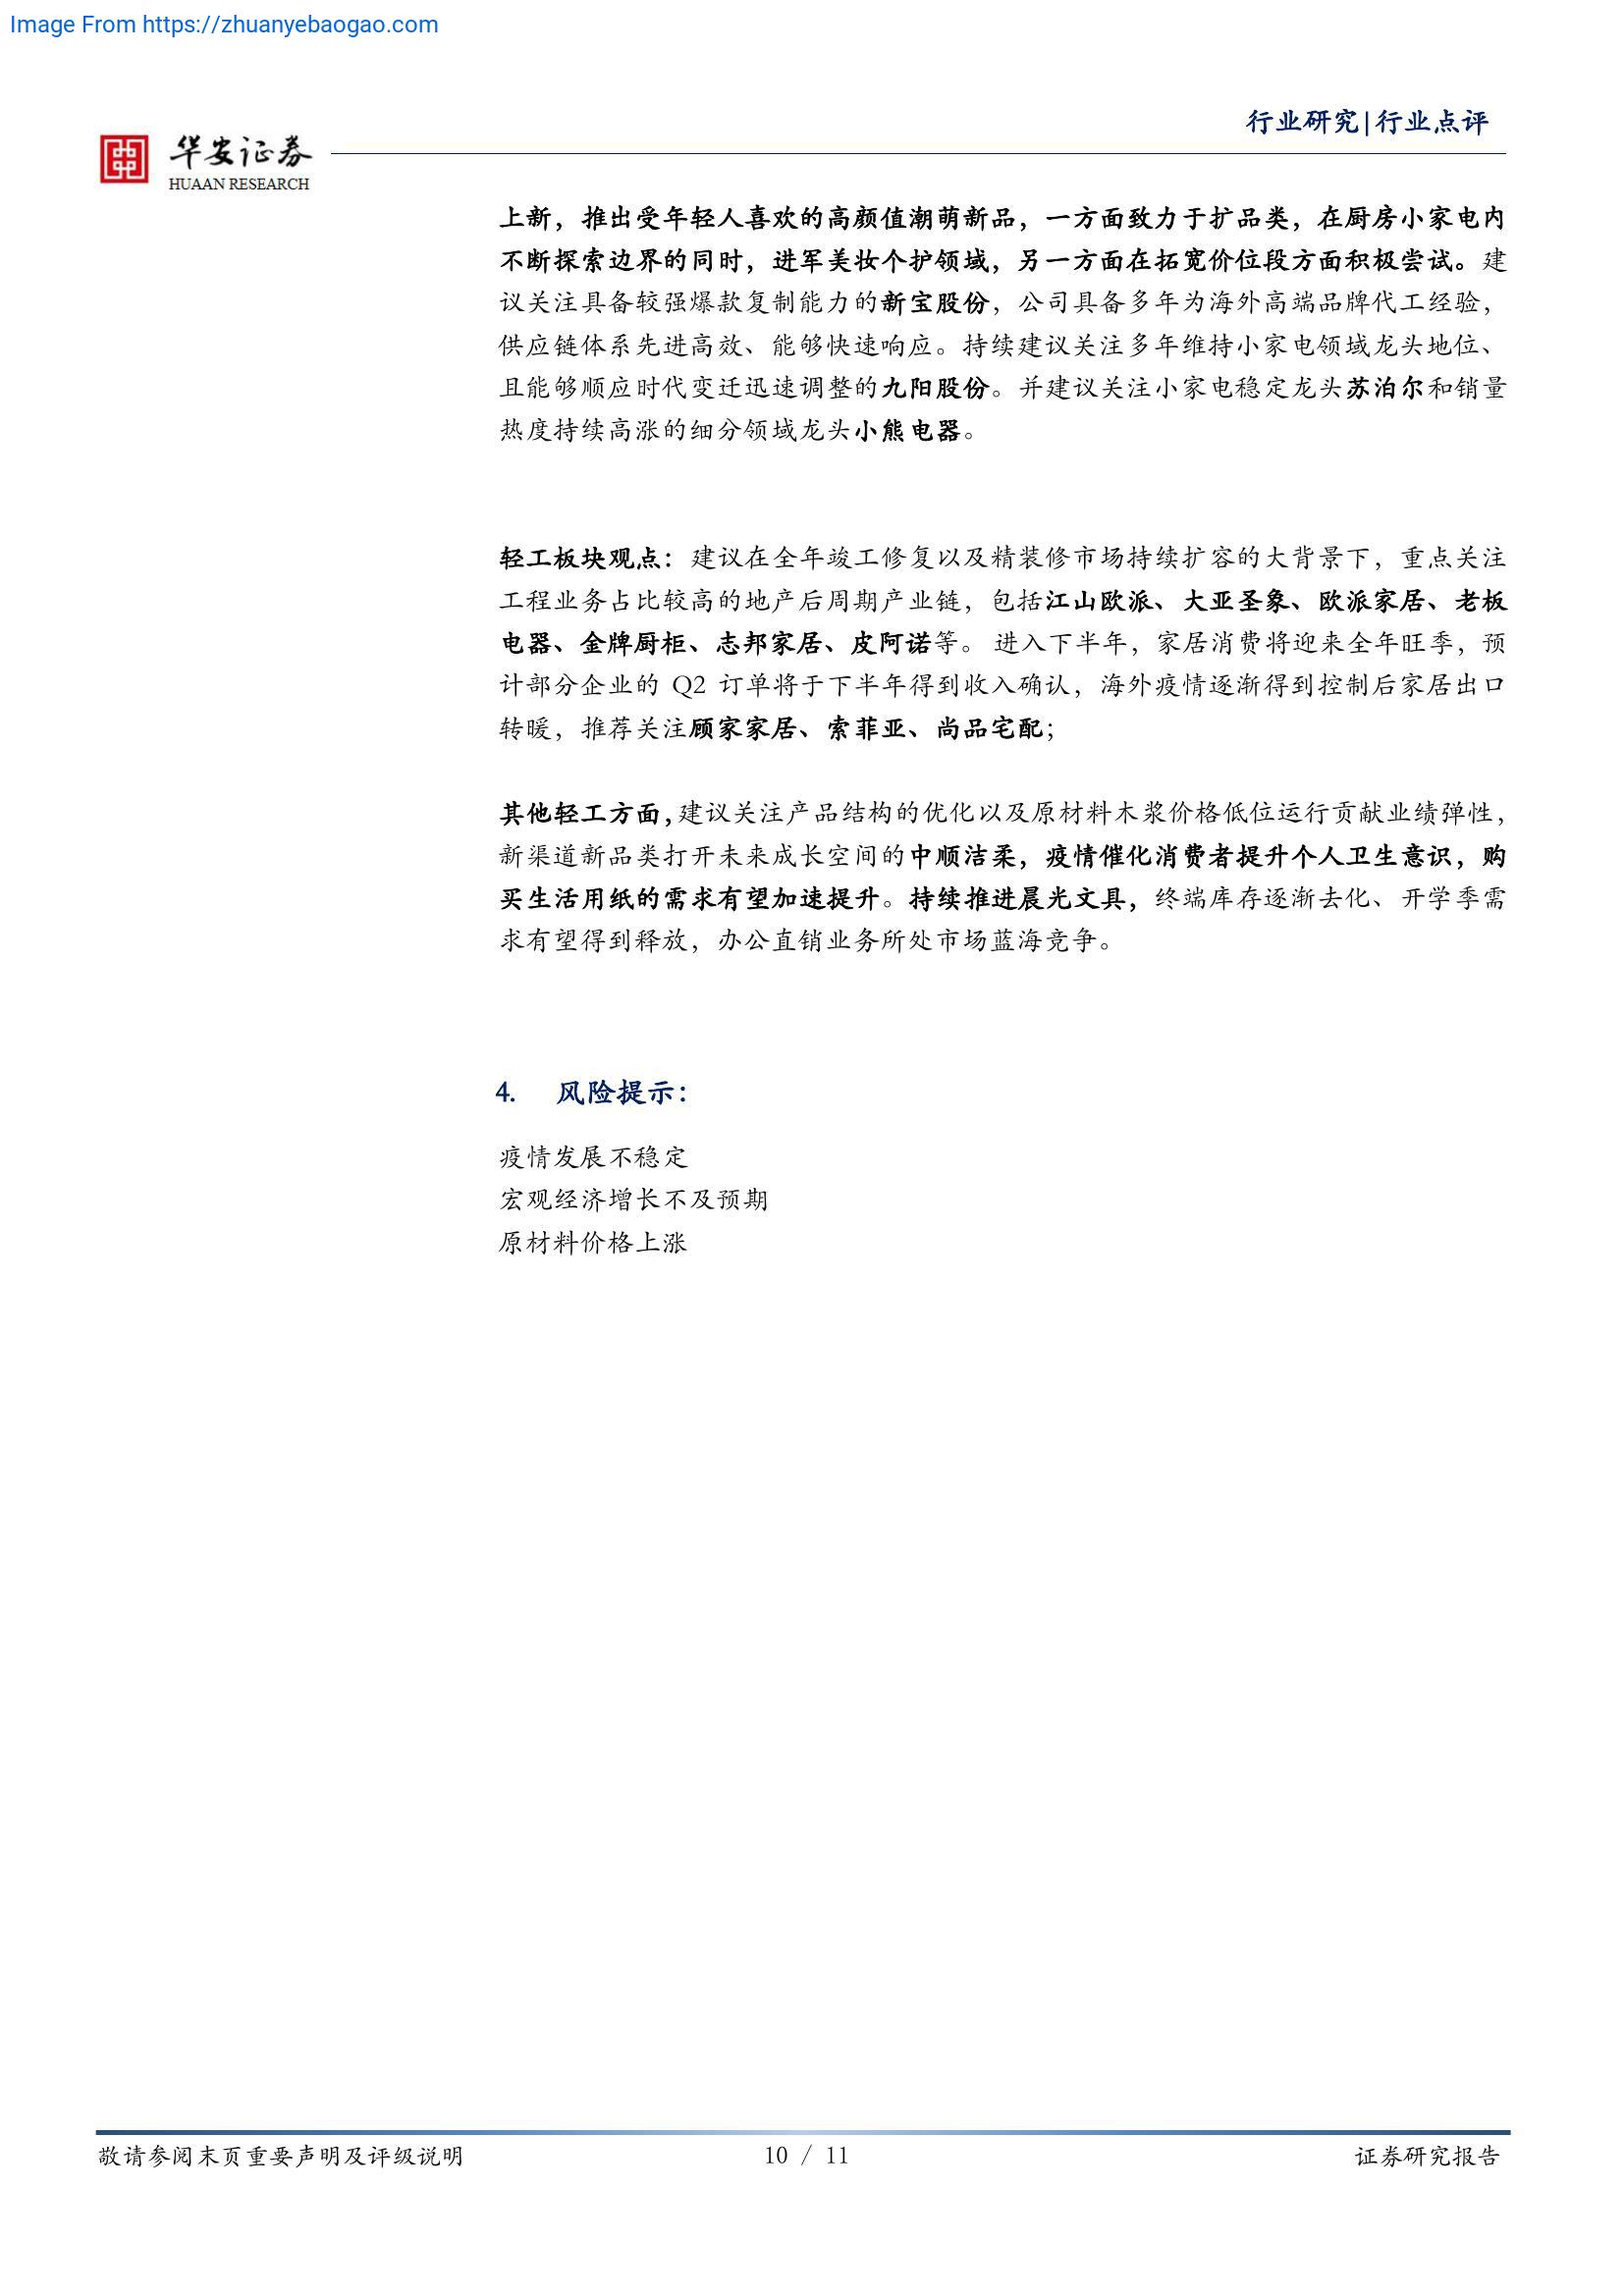 Image From https://zhuanyebaogao.com
行业研究|行业点评
华安证券
HUAAN RESEARCH
上新，推出受年轻人喜欢的高颜值潮萌新品，一方面致力于扩品类，在厨房小家电内
不断探索边界的同时，进军美妆个护领域，另一方面在拓宽价位段方面积极尝试。建
议关注具备较强爆款复制能力的新宝股份，公司具备多年为海外高端品牌代工经验，
供应链体系先进高效、能够快速响应。持续建议关注多年维持小家电领域龙头地位、
且能够顺应时代变迁迅速调整的九阳股份。并建议关注小家电稳定龙头苏泊尔和销量
热度持续高涨的细分领域龙头小熊电器。
轻工板块观点：建议在全年竣工修复以及精装修市场持续扩容的大背景下，重点关注
工程业务占比较高的地产后周期产业链，包括江山欧派、大亚圣象、欧派家居、老板
电器、金牌厨柜、志邦家居、皮阿诺等。 进入下半年，家居消费将迎来全年旺季，预
计部分企业的 Q2 订单将于下半年得到收入确认，海外疫情逐渐得到控制后家居出口
转暖，推荐关注顾家家居、索菲亚、尚品宅配；
其他轻工方面，建议关注产品结构的优化以及原材料木浆价格低位运行贡献业绩弹性，
新渠道新品类打开未来成长空间的中顺洁柔，疫情催化消费者提升个人卫生意识，购
买生活用纸的需求有望加速提升。持续推进晨光文具，终端库存逐渐去化、开学季需
求有望得到释放，办公直销业务所处市场蓝海竞争。
4. 风险提示：
疫情发展不稳定
宏观经济增长不及预期
原材料价格上涨
敬请参阅末页重要声明及评级说明
10 / 11
证券研究报告